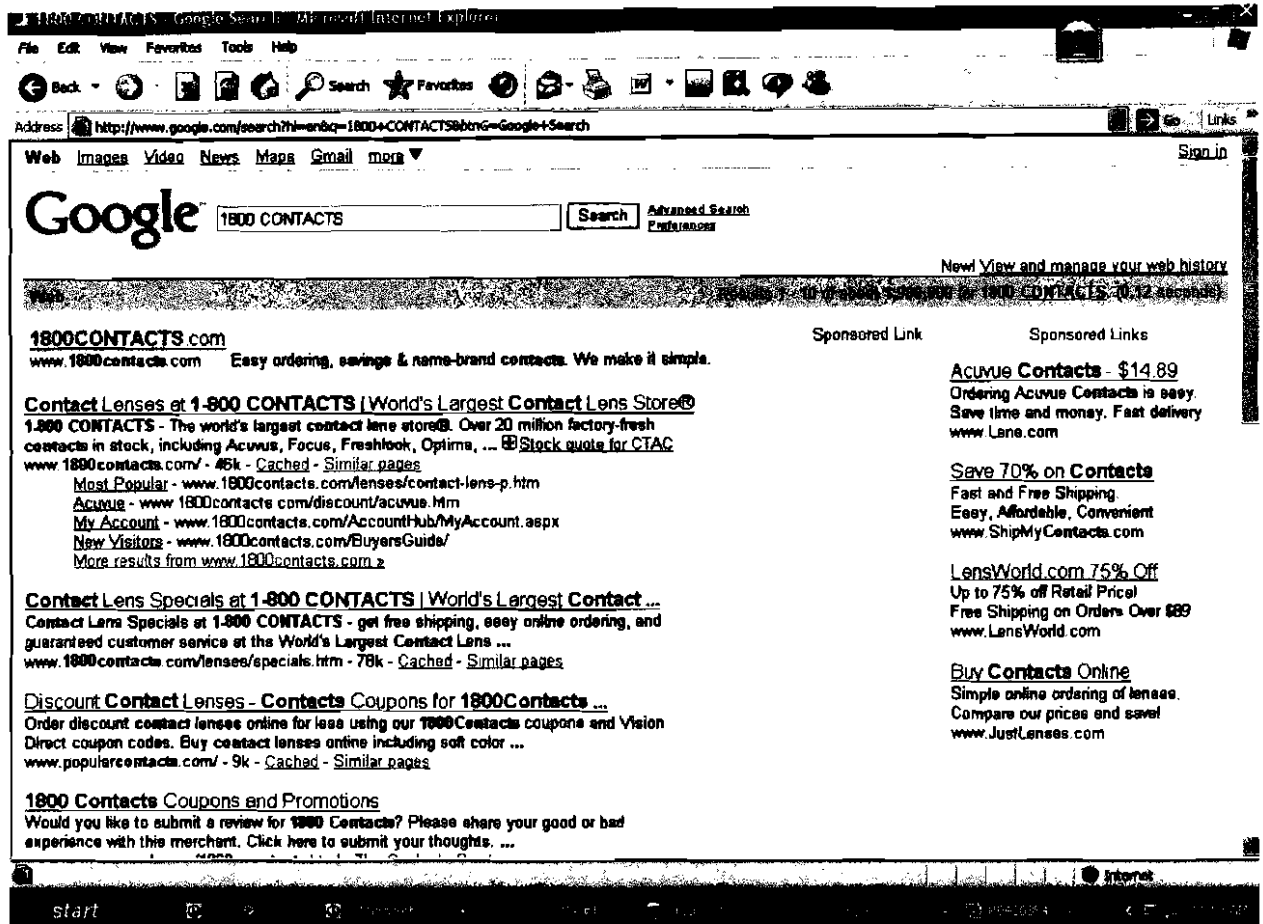 1800 CONTACTS - Google Search - Microsoft Internet Explorer
File Edit View Favorites Tools Help
Back Search Favorites
Address http://www.google.com/search?hl=en&q=1800+CONTACTS&btnG=Google+Search Go Links »
Web Images Video News Maps Gmail more ▼ Sign in
Google 1800 CONTACTS Search Advanced Search
Preferences
New! View and manage your web history
Web Results 1 - 10 of about for 1800 CONTACTS (0.12 seconds)
1800CONTACTS.com Sponsored Link
www.1800contacts.com Easy ordering, savings & name-brand contacts. We make it simple.
Contact Lenses at 1-800 CONTACTS | World's Largest Contact Lens Store®
1-800 CONTACTS - The world's largest contact lens store®. Over 20 million factory-fresh
contacts in stock, including Acuvue, Focus, Freshlook, Optima, ... Stock quote for CTAC
www.1800contacts.com/ - 45k - Cached - Similar pages
Most Popular - www.1800contacts.com/lenses/contact-lens-p.htm
Acuvue - www.1800contacts.com/discount/acuvue.htm
My Account - www.1800contacts.com/AccountHub/MyAccount.aspx
New Visitors - www.1800contacts.com/BuyersGuide/
More results from www.1800contacts.com »
Contact Lens Specials at 1-800 CONTACTS | World's Largest Contact ...
Contact Lens Specials at 1-800 CONTACTS - get free shipping, easy online ordering, and
guaranteed customer service at the World's Largest Contact Lens ...
www.1800contacts.com/lenses/specials.htm - 78k - Cached - Similar pages
Discount Contact Lenses - Contacts Coupons for 1800Contacts ...
Order discount contact lenses online for less using our 1800Contacts coupons and Vision
Direct coupon codes. Buy contact lenses online including soft color ...
www.popularcontacts.com/ - 9k - Cached - Similar pages
1800 Contacts Coupons and Promotions
Would you like to submit a review for 1800 Contacts? Please share your good or bad
experience with this merchant. Click here to submit your thoughts. ...
Sponsored Links
Acuvue Contacts - $14.89
Ordering Acuvue Contacts is easy.
Save time and money. Fast delivery
www.Lens.com
Save 70% on Contacts
Fast and Free Shipping.
Easy, Affordable, Convenient
www.ShipMyContacts.com
LensWorld.com 75% Off
Up to 75% off Retail Price!
Free Shipping on Orders Over $89
www.LensWorld.com
Buy Contacts Online
Simple online ordering of lenses.
Compare our prices and save!
www.JustLenses.com
Internet
start